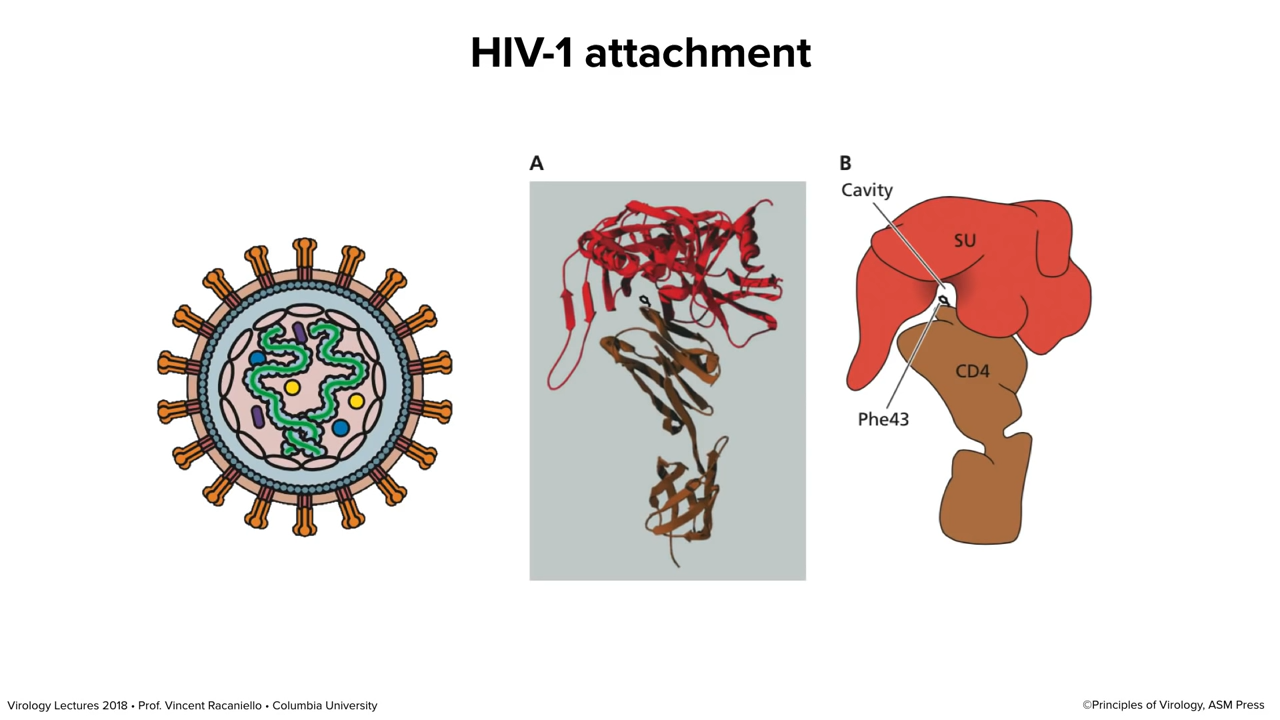 HIV-1 attachment
A
B
Cavity
SU
CD4
Phe43
Virology Lectures 2018 • Prof. Vincent Racaniello • Columbia University
©Principles of Virology, ASM Press